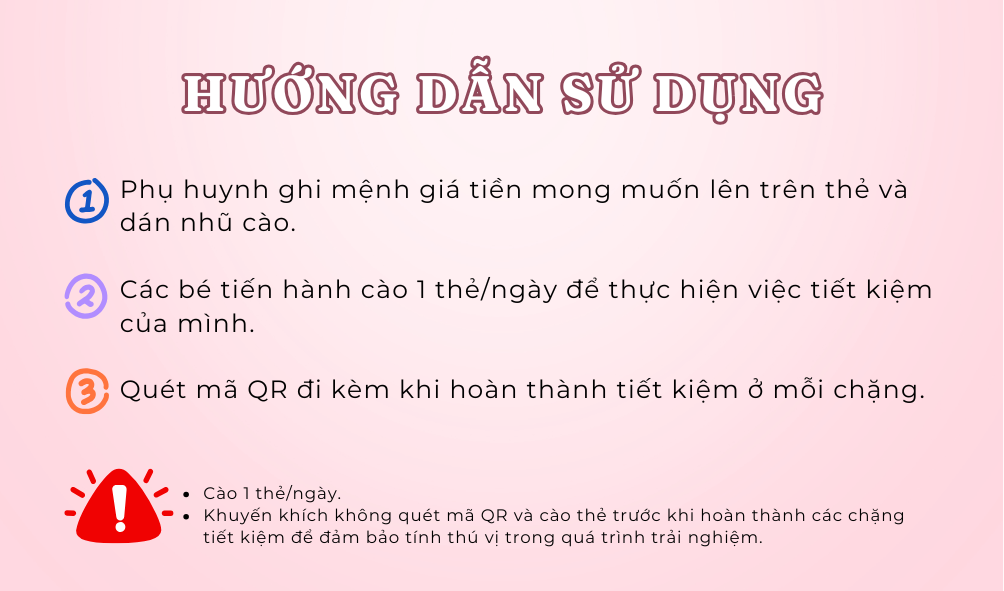 HƯỚNG DẪN SỬ DỤNG
1 Phụ huynh ghi mệnh giá tiền mong muốn lên trên thẻ và
dán nhũ cào.
2 Các bé tiến hành cào 1 thẻ/ngày để thực hiện việc tiết kiệm
của mình.
3 Quét mã QR đi kèm khi hoàn thành tiết kiệm ở mỗi chặng.
• Cào 1 thẻ/ngày.
• Khuyến khích không quét mã QR và cào thẻ trước khi hoàn thành các chặng
tiết kiệm để đảm bảo tính thú vị trong quá trình trải nghiệm.